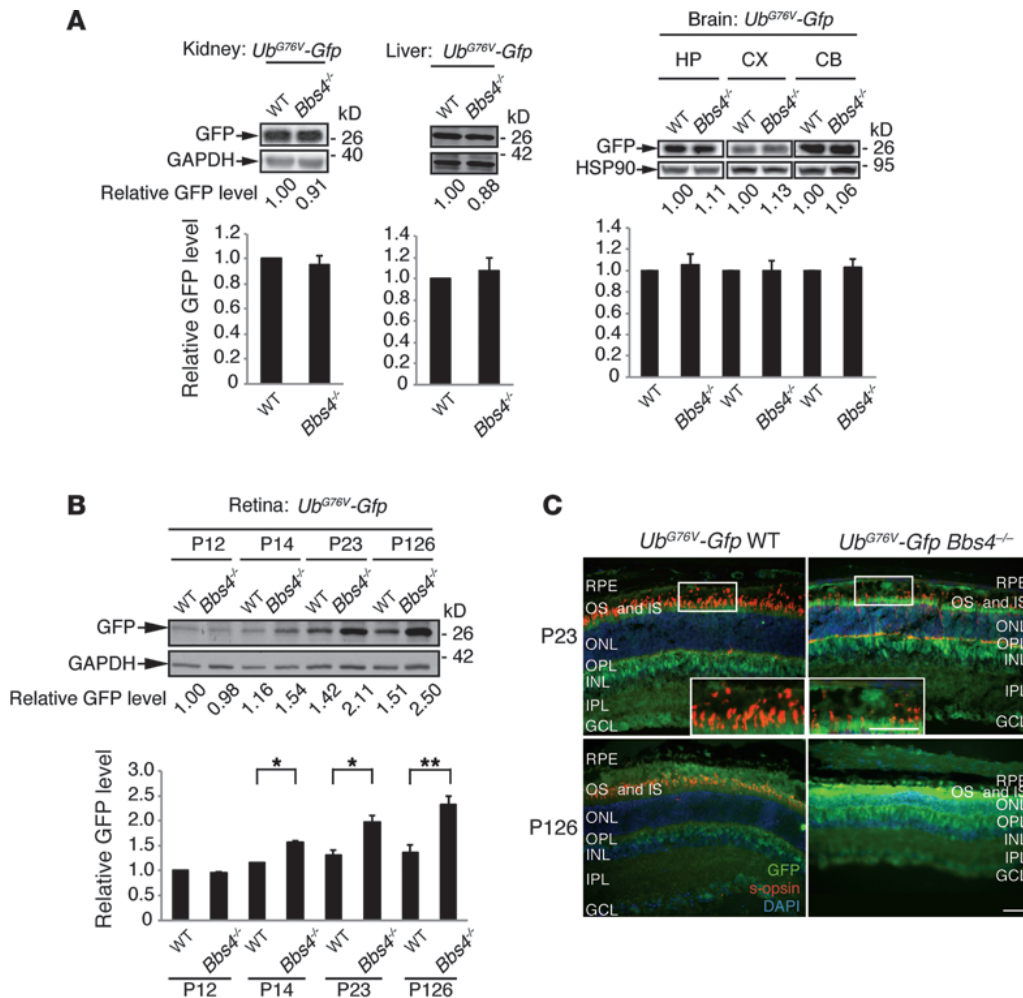 A
Kidney: Ub^G76V-Gfp
WT Bbs4-/-
kD
GFP
- 26
GAPDH
- 40
Relative GFP level 1.00 0.91
Relative GFP level
1.2
1.0
0.8
0.6
0.4
0.2
0
WT Bbs4-/-
Liver: Ub^G76V-Gfp
WT Bbs4-/-
kD
- 26
- 42
1.00 0.88
1.4
1.2
1.0
0.8
0.6
0.4
0.2
0
WT Bbs4-/-
Brain: Ub^G76V-Gfp
HP CX CB
WT Bbs4-/- WT Bbs4-/- WT Bbs4-/-
kD
GFP
- 26
HSP90
- 95
1.00 1.11 1.00 1.13 1.00 1.06
1.4
1.2
1.0
0.8
0.6
0.4
0.2
0
WT Bbs4-/- WT Bbs4-/- WT Bbs4-/-
B
Retina: Ub^G76V-Gfp
P12 P14 P23 P126
WT Bbs4-/- WT Bbs4-/- WT Bbs4-/- WT Bbs4-/-
kD
GFP
- 26
GAPDH
- 42
Relative GFP level 1.00 0.98 1.16 1.54 1.42 2.11 1.51 2.50
Relative GFP level
3.0
2.5
2.0
1.5
1.0
0.5
0
* * **
WT Bbs4-/- WT Bbs4-/- WT Bbs4-/- WT Bbs4-/-
P12 P14 P23 P126
C
Ub^G76V-Gfp WT
Ub^G76V-Gfp Bbs4–/–
P23
RPE
OS and IS
ONL
OPL
INL
IPL
GCL
RPE
OS and IS
ONL
OPL
INL
IPL
GCL
P126
RPE
OS and IS
ONL
OPL
INL
IPL
GCL
GFP
s-opsin
DAPI
RPE
OS and IS
ONL
OPL
INL
IPL
GCL